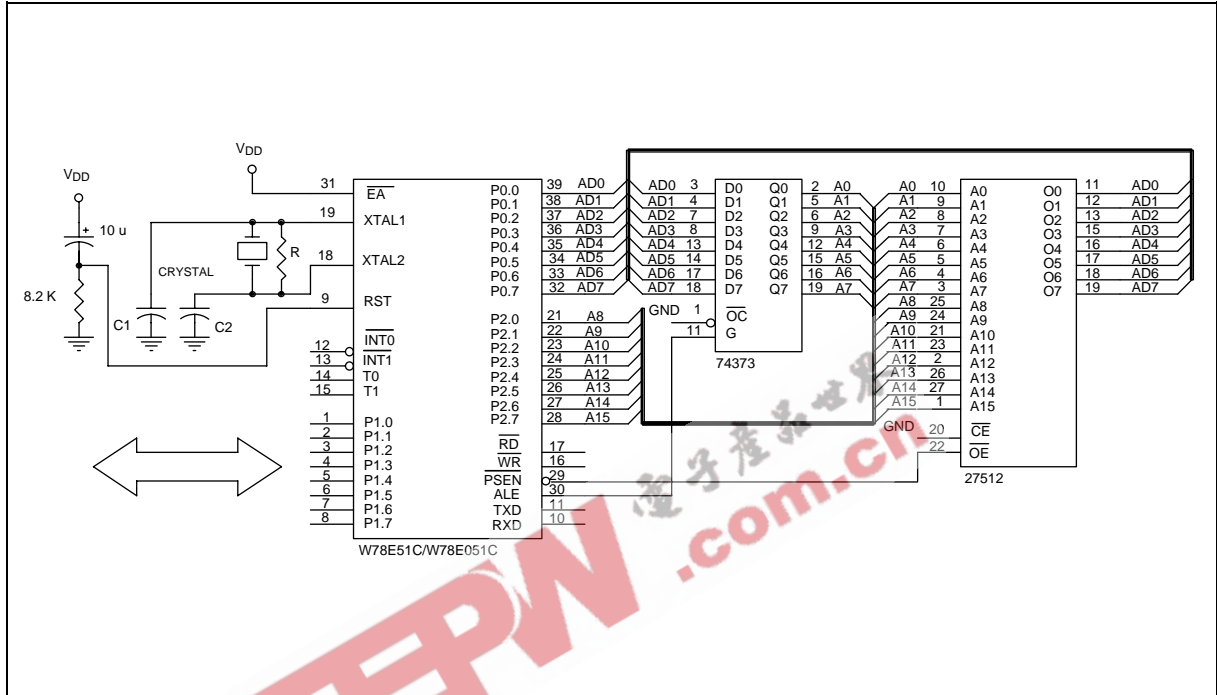 VDD
VDD
10 u
+
8.2 K
C1
C2
CRYSTAL
R
31
19
18
9
12
13
14
15
1
2
3
4
5
6
7
8
EA
XTAL1
XTAL2
RST
INT0
INT1
T0
T1
P1.0
P1.1
P1.2
P1.3
P1.4
P1.5
P1.6
P1.7
P0.0 39 AD0
P0.1 38 AD1
P0.2 37 AD2
P0.3 36 AD3
P0.4 35 AD4
P0.5 34 AD5
P0.6 33 AD6
P0.7 32 AD7
P2.0 21 A8
P2.1 22 A9
P2.2 23 A10
P2.3 24 A11
P2.4 25 A12
P2.5 26 A13
P2.6 27 A14
P2.7 28 A15
RD 17
WR 16
PSEN 29
ALE 30
TXD 11
RXD 10
W78E51C/W78E051C
AD0 3 D0 Q0 2 A0
AD1 4 D1 Q1 5 A1
AD2 7 D2 Q2 6 A2
AD3 8 D3 Q3 9 A3
AD4 13 D4 Q4 12 A4
AD5 14 D5 Q5 15 A5
AD6 17 D6 Q6 16 A6
AD7 18 D7 Q7 19 A7
GND 1 OC
11 G
74373
A0 10 A0 O0 11 AD0
A1 9 A1 O1 12 AD1
A2 8 A2 O2 13 AD2
A3 7 A3 O3 14 AD3
A4 6 A4 O4 15 AD4
A5 5 A5 O5 16 AD5
A6 4 A6 O6 18 AD6
A7 3 A7 O7 19 AD7
A8 25 A8
A9 24 A9
A10 21 A10
A11 23 A11
A12 2 A12
A13 26 A13
A14 27 A14
A15 1 A15
GND 20 CE
22 OE
27512
電子產品世界
.com.cn
EEPW